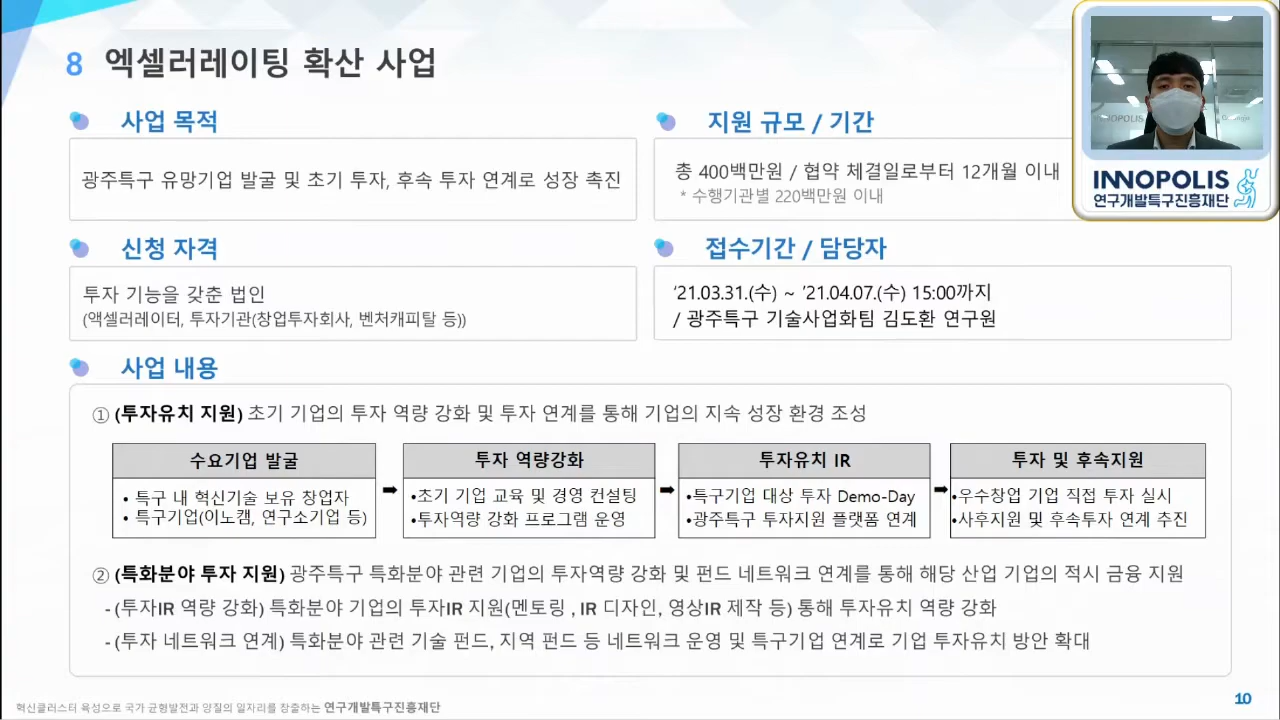 8 엑셀러레이팅 확산 사업
사업 목적
광주특구 유망기업 발굴 및 초기 투자, 후속 투자 연계로 성장 촉진
지원 규모 / 기간
총 400백만원 / 협약 체결일로부터 12개월 이내
* 수행기관별 220백만원 이내
INNOPOLIS
INNOPOLIS
연구개발특구진흥재단
신청 자격
투자 기능을 갖춘 법인
(액셀러레이터, 투자기관(창업투자회사, 벤처캐피탈 등))
접수기간 / 담당자
‘21.03.31.(수) ~ ’21.04.07.(수) 15:00까지
/ 광주특구 기술사업화팀 김도환 연구원
사업 내용
① (투자유치 지원) 초기 기업의 투자 역량 강화 및 투자 연계를 통해 기업의 지속 성장 환경 조성
수요기업 발굴
• 특구 내 혁신기술 보유 창업자
• 특구기업(이노캠, 연구소기업 등)
➡
투자 역량강화
•초기 기업 교육 및 경영 컨설팅
•투자역량 강화 프로그램 운영
➡
투자유치 IR
•특구기업 대상 투자 Demo-Day
•광주특구 투자지원 플랫폼 연계
➡
투자 및 후속지원
•우수창업 기업 직접 투자 실시
•사후지원 및 후속투자 연계 추진
② (특화분야 투자 지원) 광주특구 특화분야 관련 기업의 투자역량 강화 및 펀드 네트워크 연계를 통해 해당 산업 기업의 적시 금융 지원
- (투자IR 역량 강화) 특화분야 기업의 투자IR 지원(멘토링 , IR 디자인, 영상IR 제작 등) 통해 투자유치 역량 강화
- (투자 네트워크 연계) 특화분야 관련 기술 펀드, 지역 펀드 등 네트워크 운영 및 특구기업 연계로 기업 투자유치 방안 확대
혁신클러스터 육성으로 국가 균형발전과 양질의 일자리를 창출하는 연구개발특구진흥재단
10